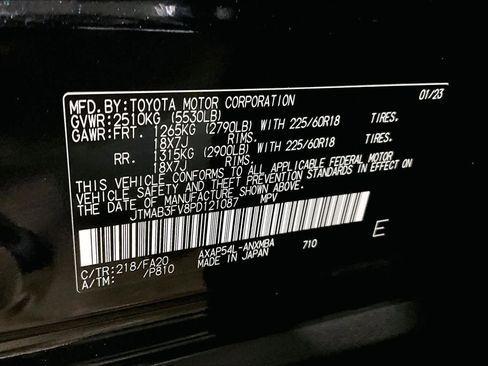 MFD. BY: TOYOTA MOTOR CORPORATION 01/23
GVWR: 2510KG (5530LB)
GAWR: FRT. 1265KG (2790LB) WITH 225/60R18 TIRES.
18X7J RIMS.
RR. 1315KG (2900LB) WITH 225/60R18 TIRES.
18X7J RIMS.
THIS VEHICLE CONFORMS TO ALL APPLICABLE FEDERAL MOTOR
VEHICLE SAFETY AND BUMPER STANDARDS IN EFFECT ON
THE DATE OF MANUFACTURE SHOWN ABOVE.
JTMAB3FV8PD121087 MPV
C/TR: 218/FA20 AXAP54L-ANXMBA 710 E
A/TM: /P810 MADE IN JAPAN